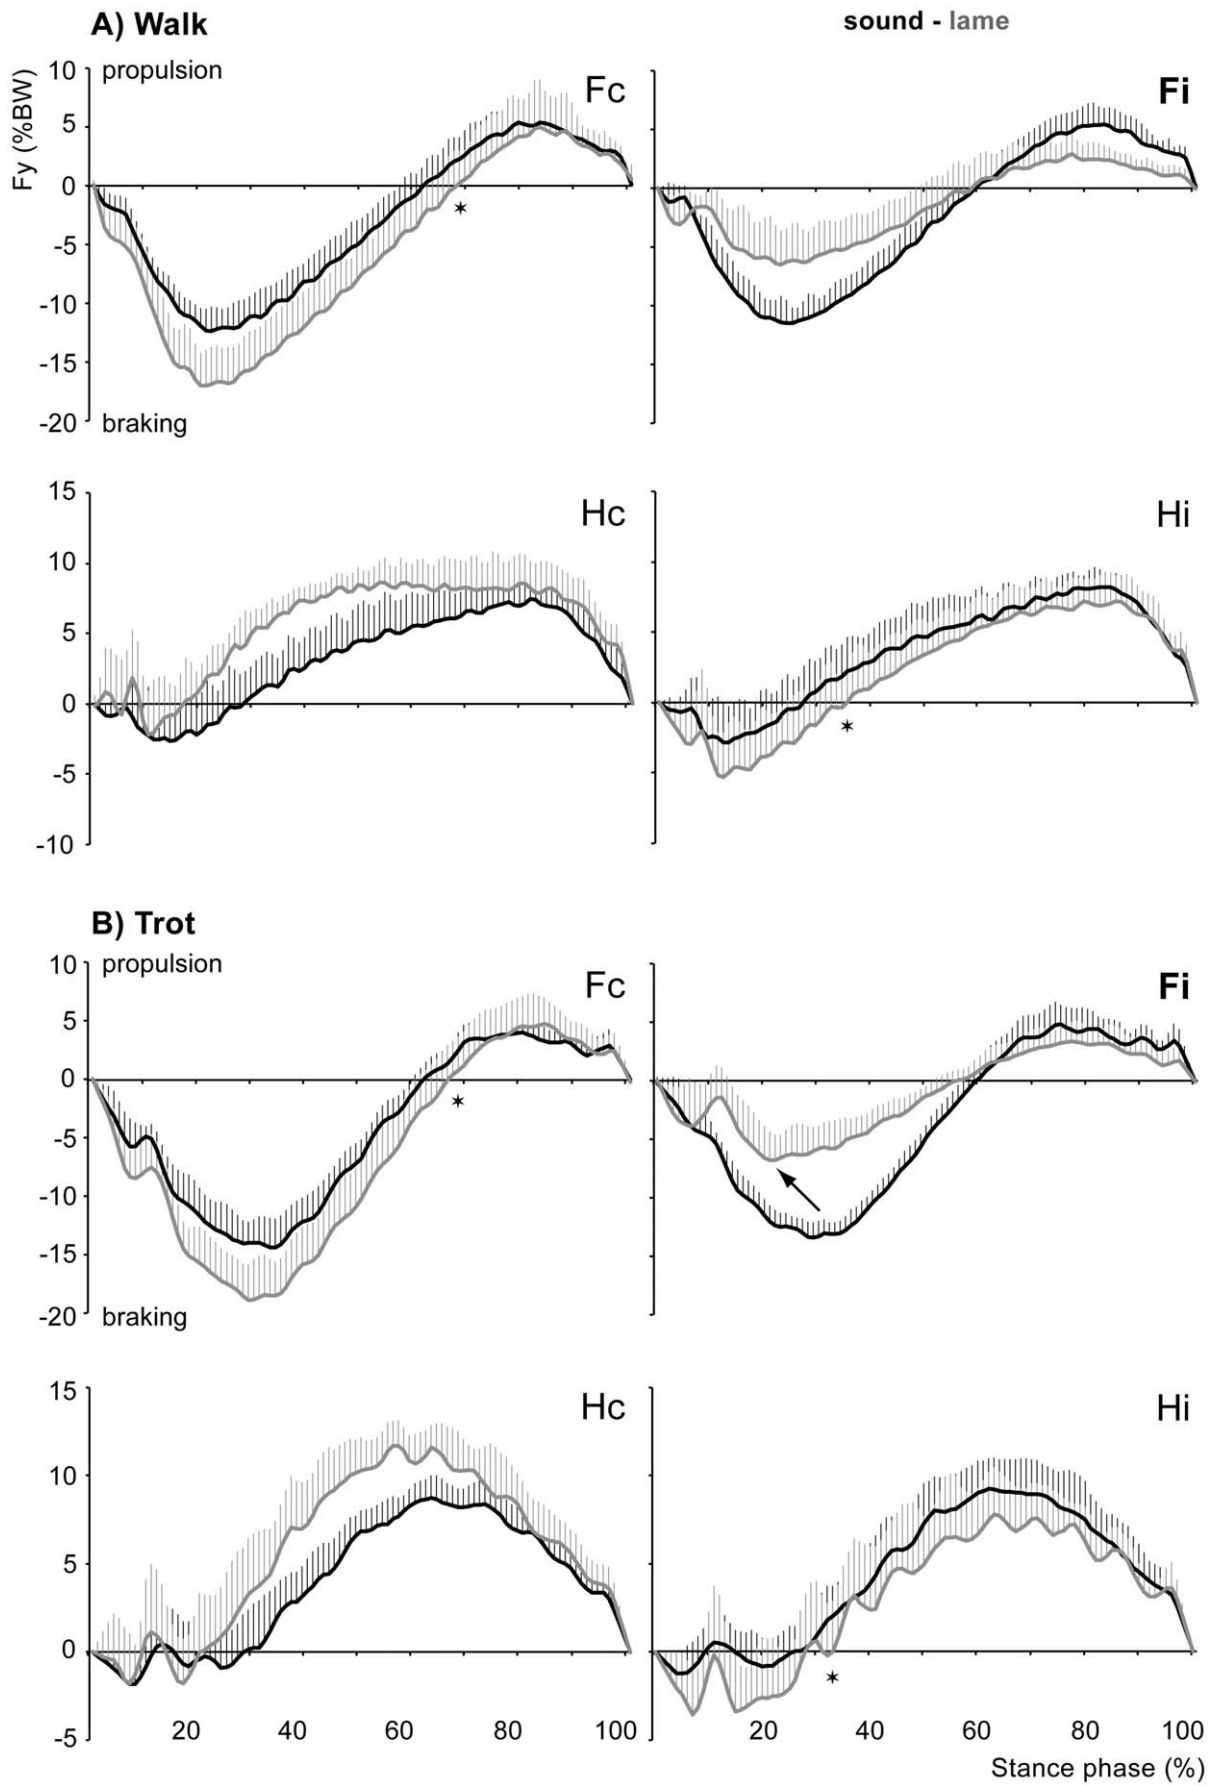 A) Walk
sound - lame
Fy (%BW)
10 propulsion Fc Fi
5
0
*
-5
-10
-15
-20 braking
15 Hc Hi
10
5
0
*
-5
-10
B) Trot
10 propulsion Fc Fi
5
0
*
-5
-10
-15
-20 braking
15 Hc Hi
10
5
0
*
-5 20 40 60 80 100 20 40 60 80 100
Stance phase (%)